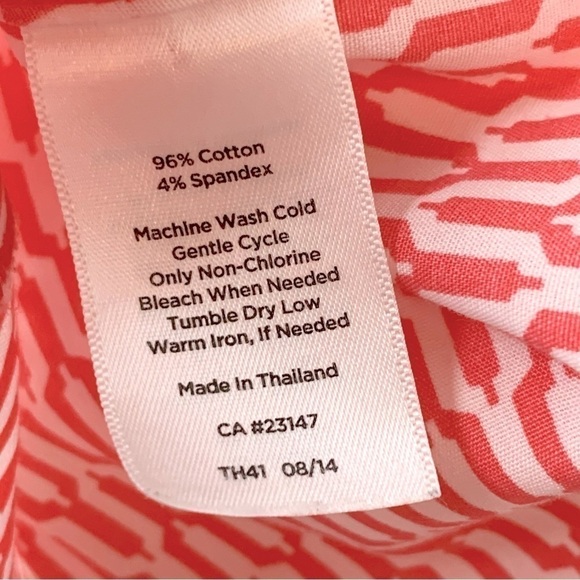 96% Cotton
4% Spandex
Machine Wash Cold
Gentle Cycle
Only Non-Chlorine
Bleach When Needed
Tumble Dry Low
Warm Iron, If Needed
Made In Thailand
CA #23147
TH41 08/14